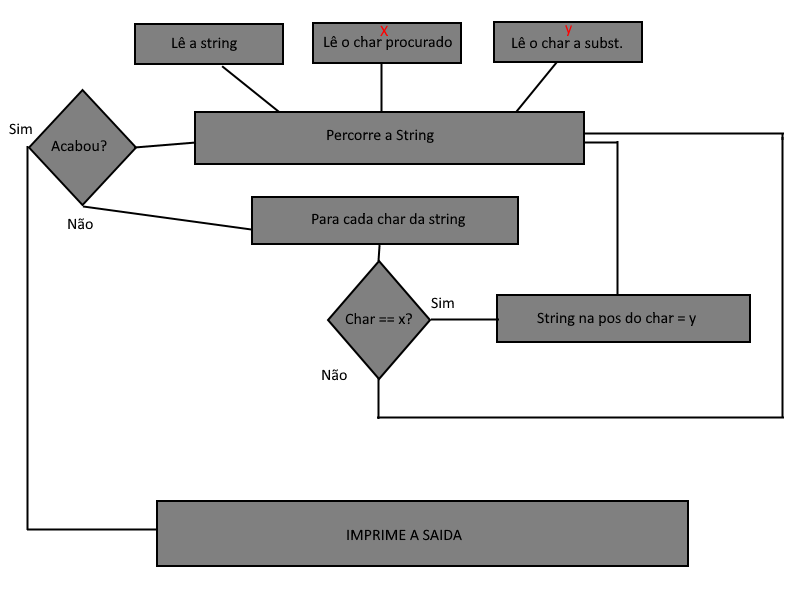 Lê a string
x
Lê o char procurado
y
Lê o char a subst.
Sim
Acabou?
Percorre a String
Não
Para cada char da string
Char == x?
Sim
String na pos do char = y
Não
IMPRIME A SAIDA